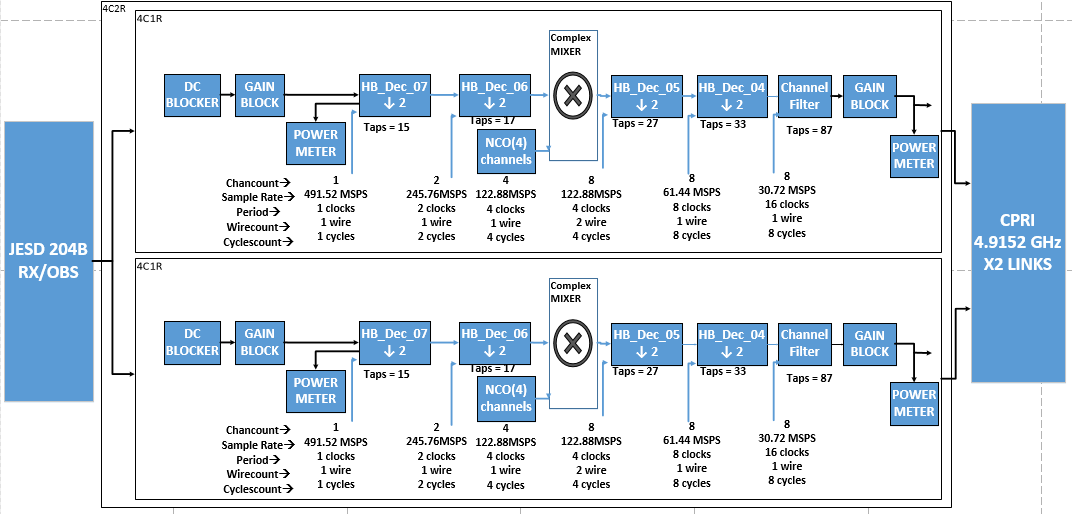 4C2R
4C1R
JESD 204B
RX/OBS
DC
BLOCKER
GAIN
BLOCK
POWER
METER
HB_Dec_07
↓ 2
Taps = 15
HB_Dec_06
↓ 2
Taps = 17
NCO(4)
channels
Complex
MIXER
HB_Dec_05
↓ 2
Taps = 27
HB_Dec_04
↓ 2
Taps = 33
Channel
Filter
Taps = 87
GAIN
BLOCK
POWER
METER
Chancount→ 1 2 4 8 8 8
Sample Rate→ 491.52 MSPS 245.76MSPS 122.88MSPS 122.88MSPS 61.44 MSPS 30.72 MSPS
Period→ 1 clocks 2 clocks 4 clocks 4 clocks 8 clocks 16 clocks
Wirecount→ 1 wire 1 wire 1 wire 2 wire 1 wire 1 wire
Cyclescount→ 1 cycles 2 cycles 4 cycles 4 cycles 8 cycles 8 cycles
4C1R
DC
BLOCKER
GAIN
BLOCK
POWER
METER
HB_Dec_07
↓ 2
Taps = 15
HB_Dec_06
↓ 2
Taps = 17
NCO(4)
channels
Complex
MIXER
HB_Dec_05
↓ 2
Taps = 27
HB_Dec_04
↓ 2
Taps = 33
Channel
Filter
Taps = 87
GAIN
BLOCK
POWER
METER
Chancount→ 1 2 4 8 8 8
Sample Rate→ 491.52 MSPS 245.76MSPS 122.88MSPS 122.88MSPS 61.44 MSPS 30.72 MSPS
Period→ 1 clocks 2 clocks 4 clocks 4 clocks 8 clocks 16 clocks
Wirecount→ 1 wire 1 wire 1 wire 2 wire 1 wire 1 wire
Cyclescount→ 1 cycles 2 cycles 4 cycles 4 cycles 8 cycles 8 cycles
CPRI
4.9152 GHz
X2 LINKS